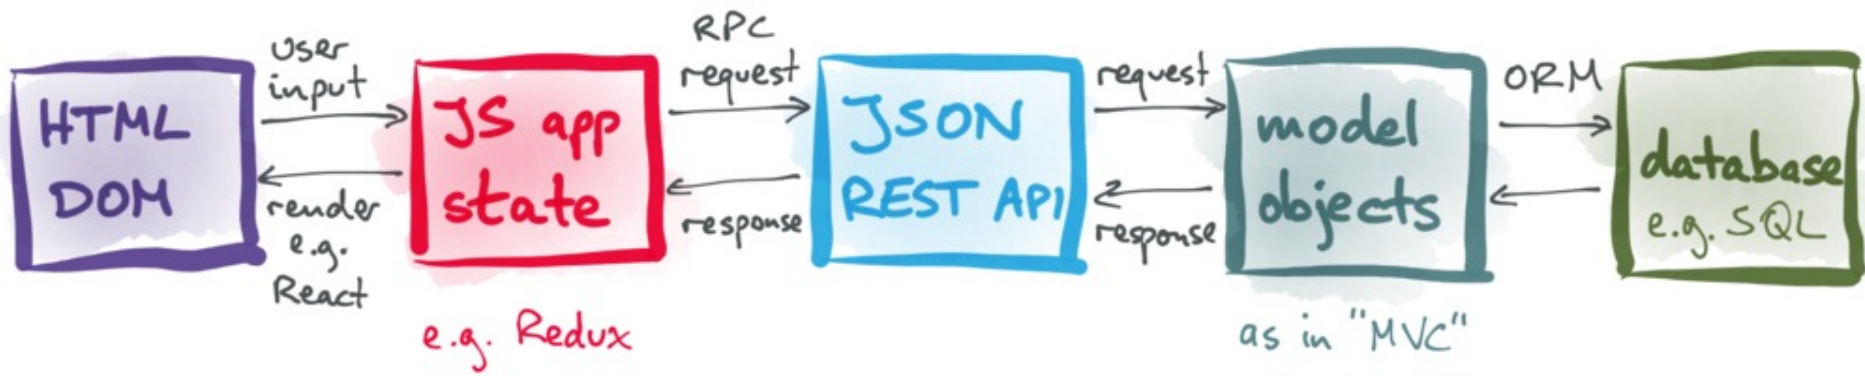 HTML
DOM
user
input
render
e.g.
React
JS app
state
e.g. Redux
RPC
request
response
JSON
REST API
request
response
model
objects
as in "MVC"
ORM
database
e.g. SQL